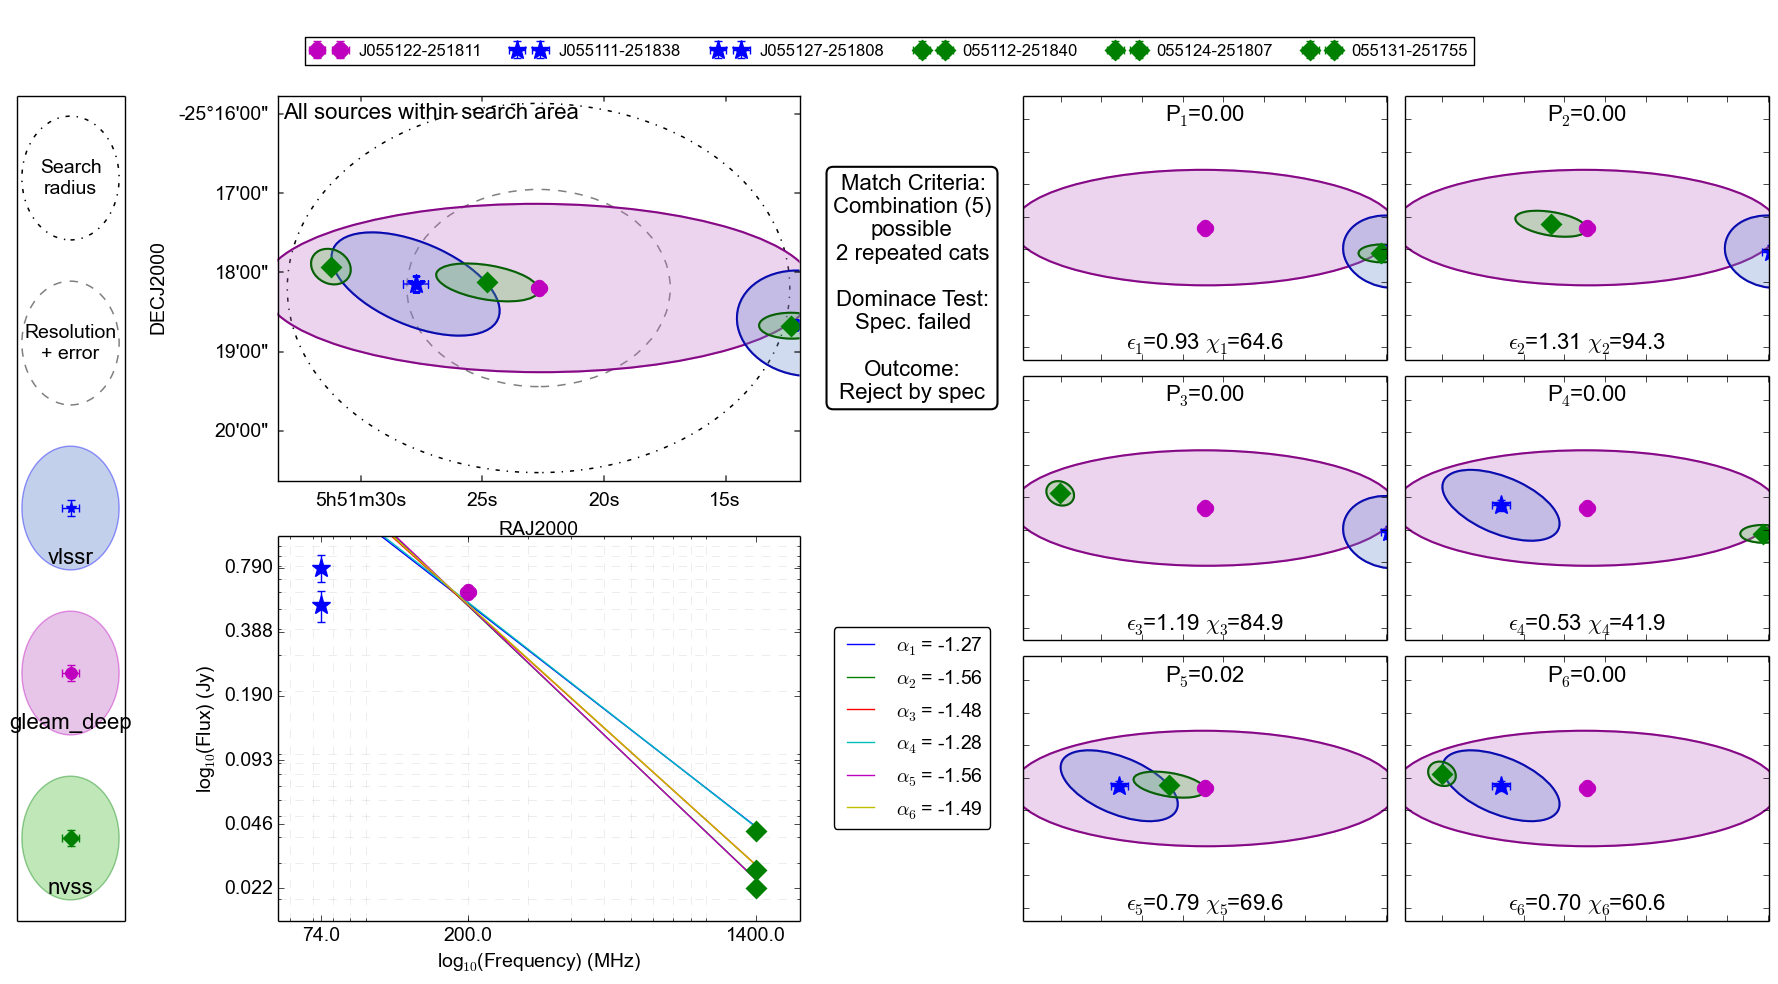 J055122-251811 J055111-251838 J055127-251808 055112-251840 055124-251807 055131-251755
Search
radius
Resolution
+ error
vlssr
gleam_deep
nvss
All sources within search area
-25°16'00"
17'00"
18'00"
19'00"
20'00"
DECJ2000
5h51m30s 25s 20s 15s
RAJ2000
Match Criteria:
Combination (5)
possible
2 repeated cats
Dominace Test:
Spec. failed
Outcome:
Reject by spec
0.790
0.388
0.190
0.093
0.046
0.022
log₁₀(Flux) (Jy)
74.0 200.0 1400.0
log₁₀(Frequency) (MHz)
α₁ = -1.27
α₂ = -1.56
α₃ = -1.48
α₄ = -1.28
α₅ = -1.56
α₆ = -1.49
P₁=0.00
ϵ₁=0.93 χ₁=64.6
P₂=0.00
ϵ₂=1.31 χ₂=94.3
P₃=0.00
ϵ₃=1.19 χ₃=84.9
P₄=0.00
ϵ₄=0.53 χ₄=41.9
P₅=0.02
ϵ₅=0.79 χ₅=69.6
P₆=0.00
ϵ₆=0.70 χ₆=60.6